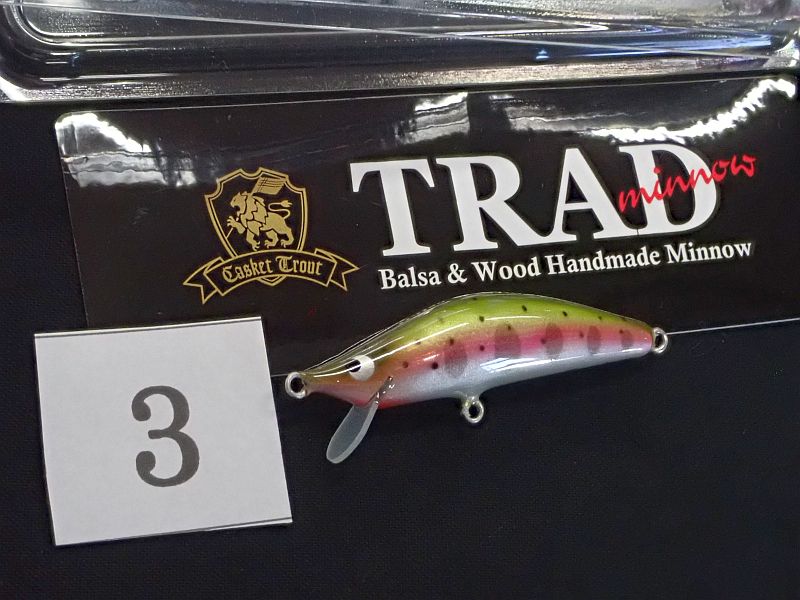 TRAD
minnow
Casket Trout
Balsa & Wood Handmade Minnow
3